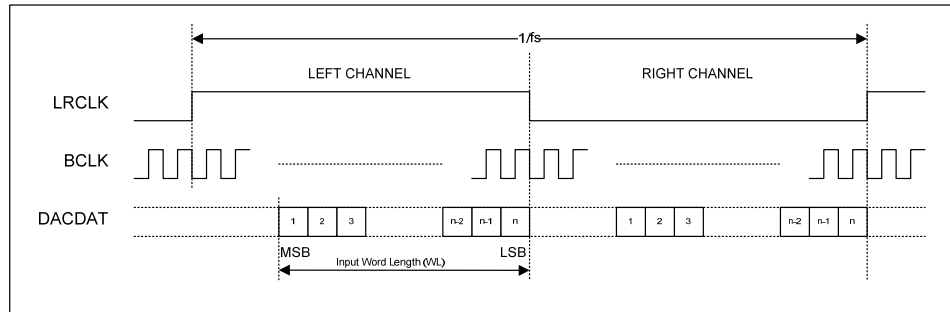 1/fs
LEFT CHANNEL RIGHT CHANNEL
LRCLK
BCLK
DACDAT
1 2 3 n-2 n-1 n 1 2 3 n-2 n-1 n
MSB LSB
Input Word Length (WL)